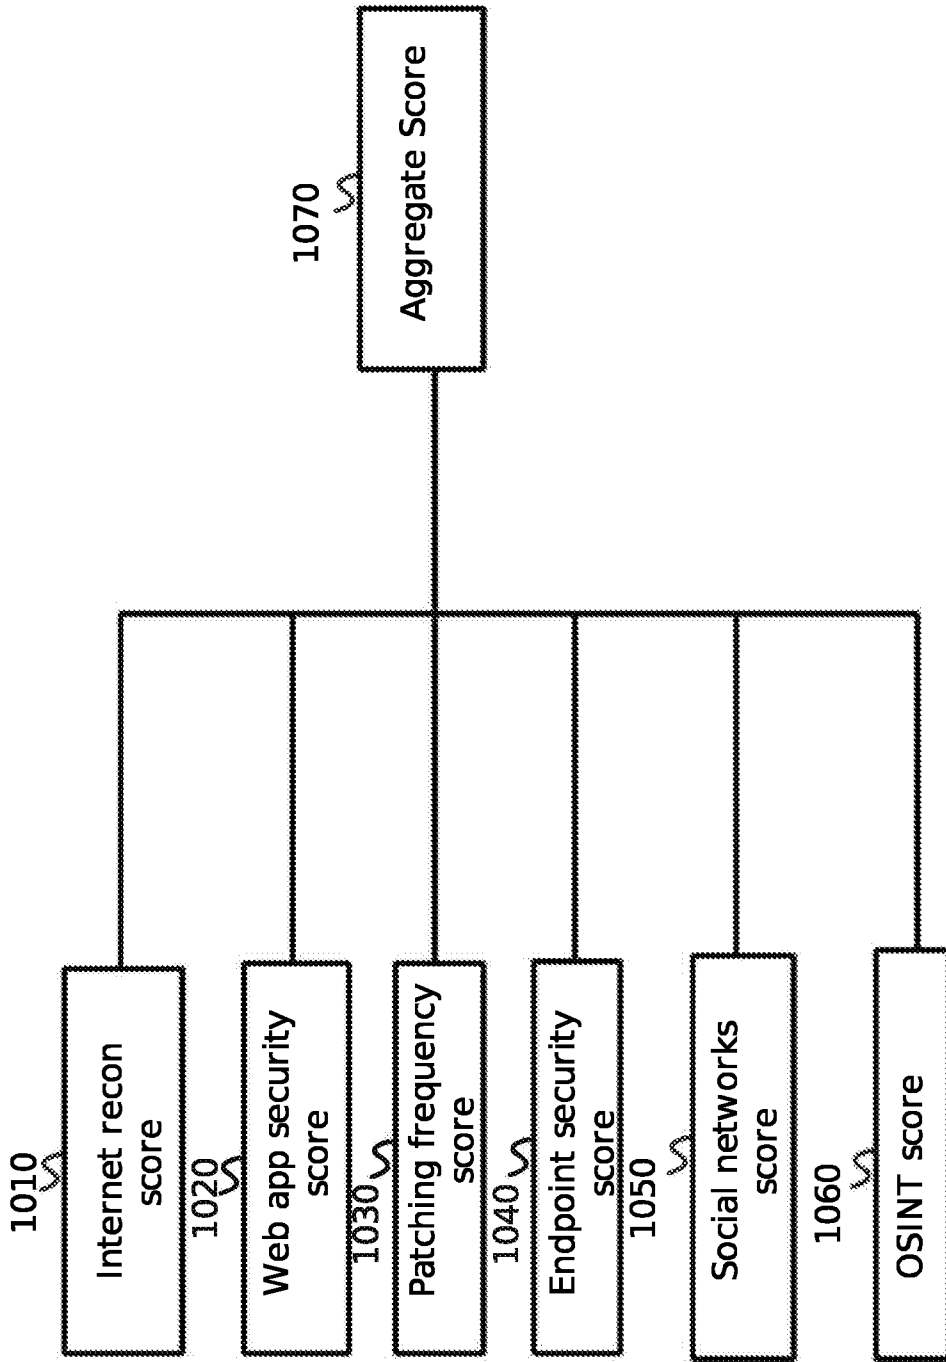 1010
Internet recon
score
1020
Web app security
score
1030
Patching frequency
score
1040
Endpoint security
score
1050
Social networks
score
1060
OSINT score
1070
Aggregate Score